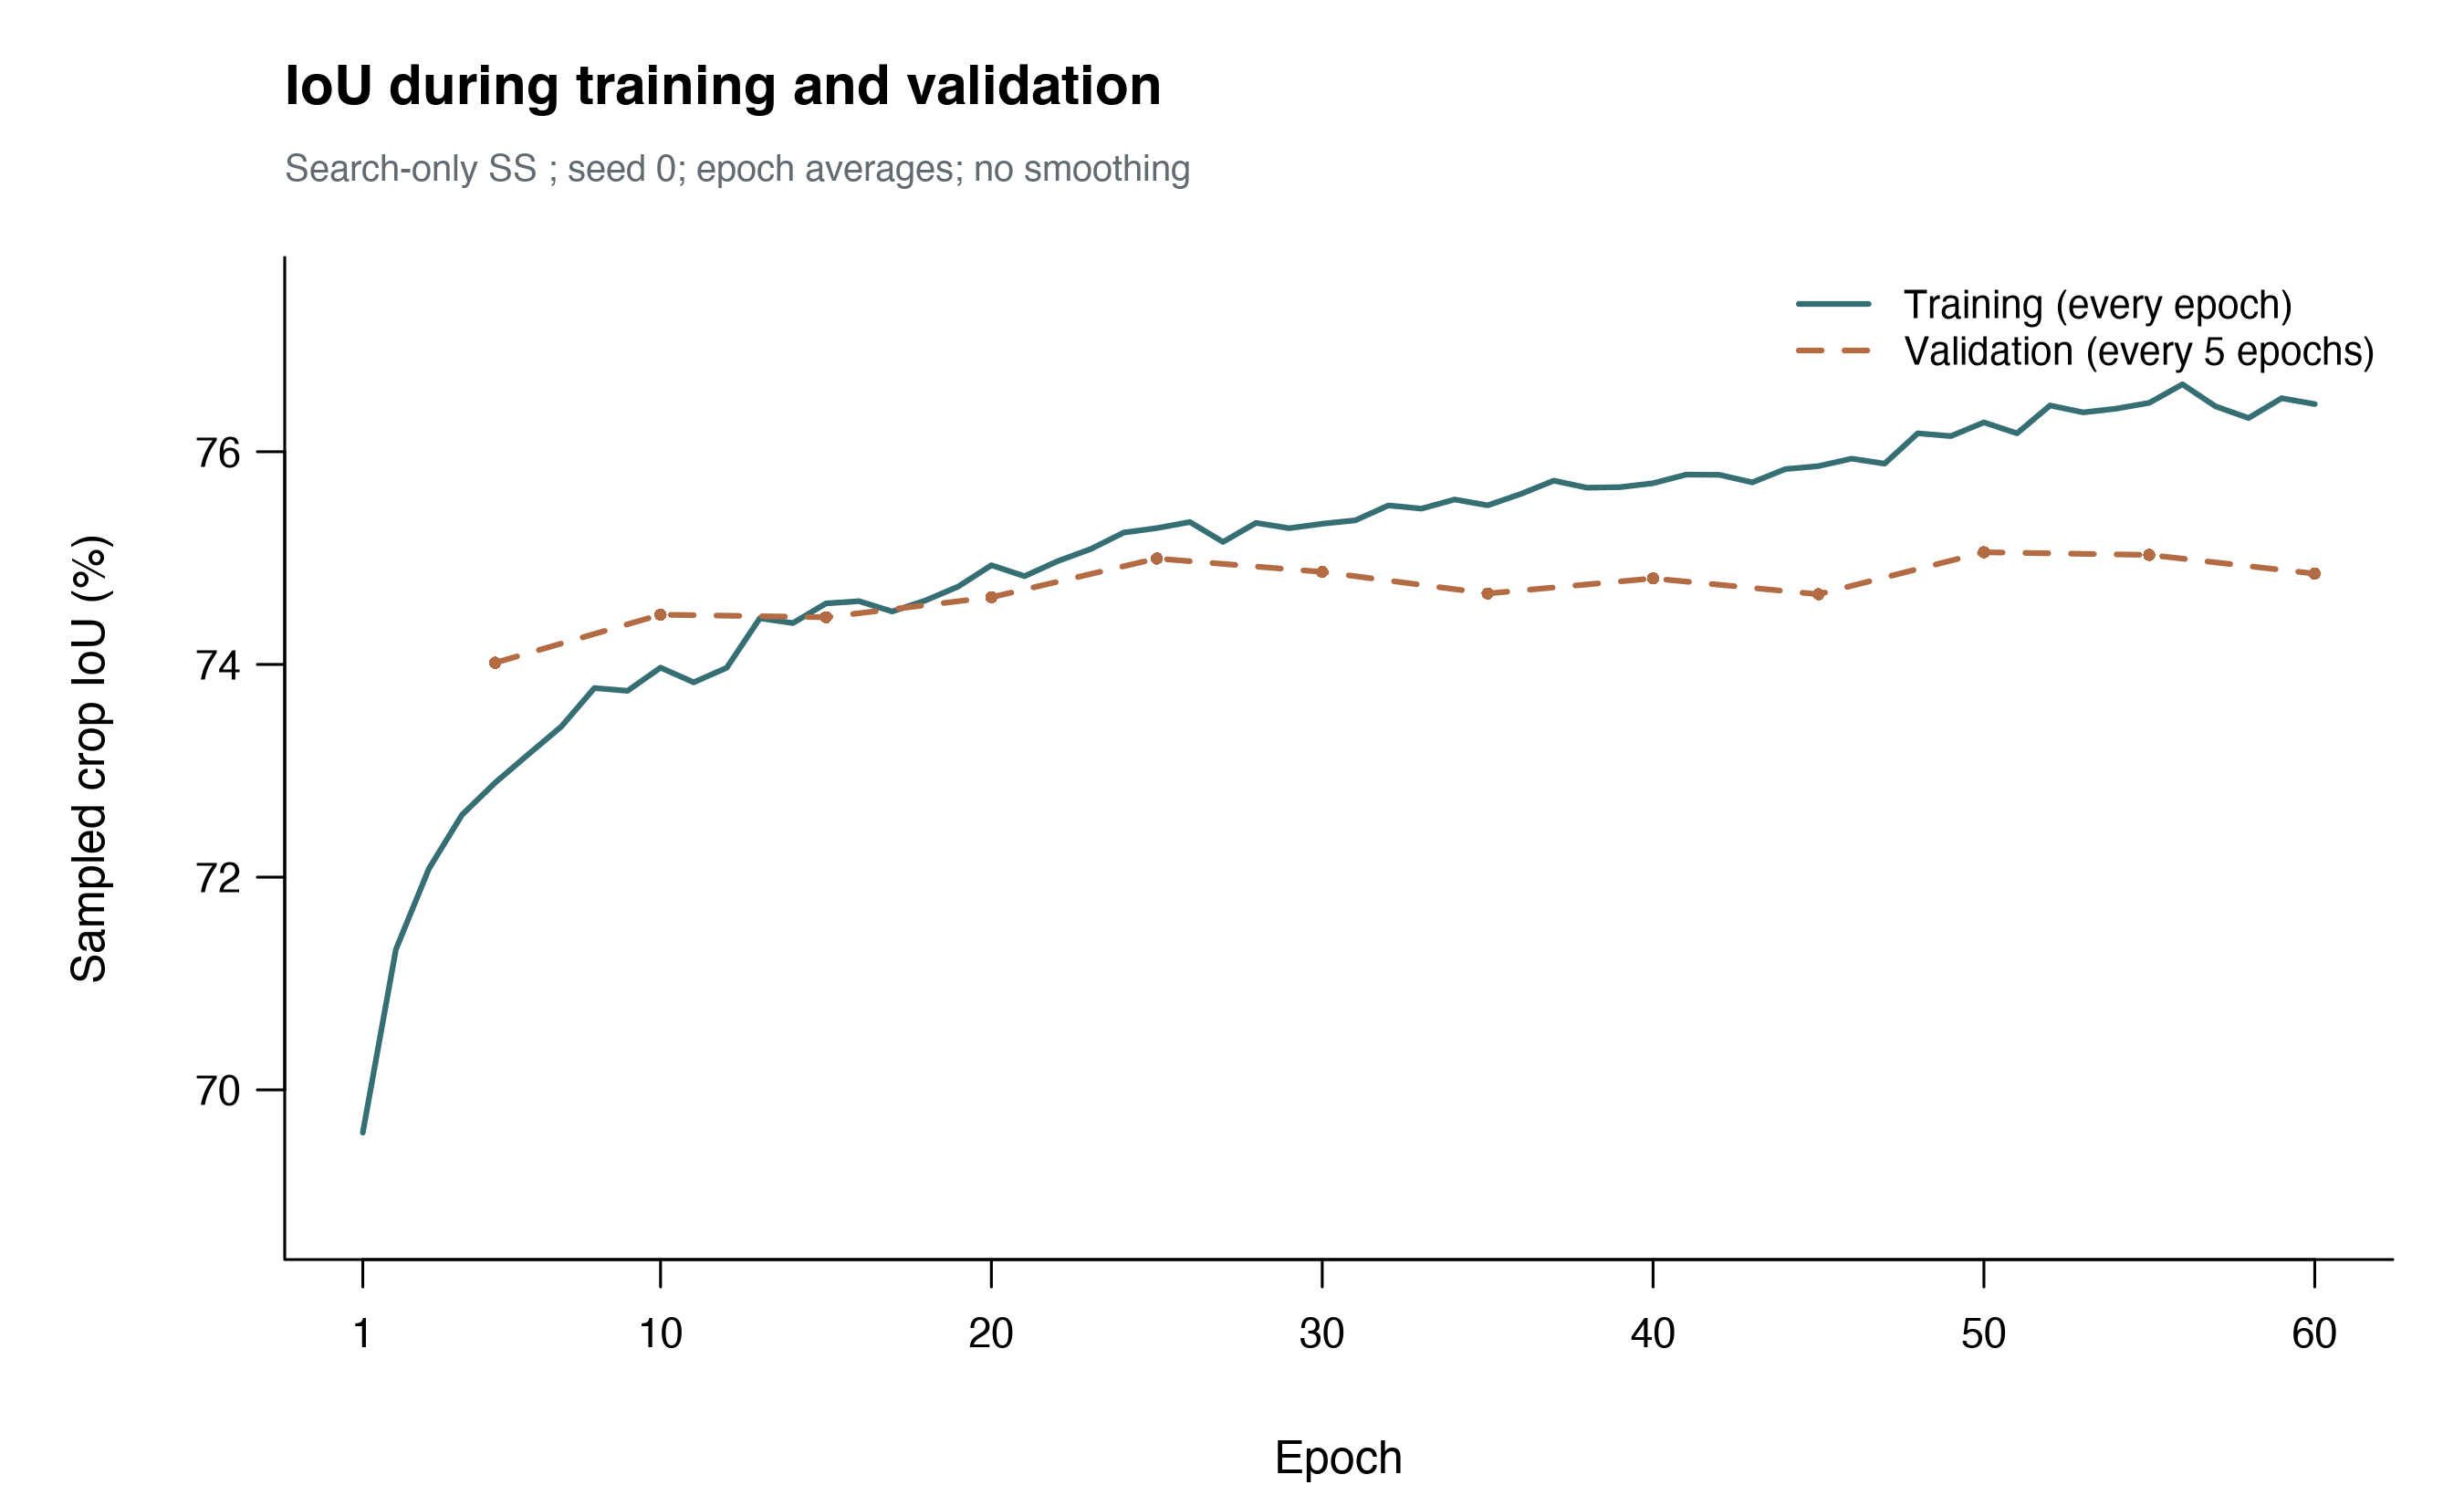 IoU during training and validation
Search-only SS ; seed 0; epoch averages; no smoothing
Training (every epoch)
Validation (every 5 epochs)
Sampled crop IoU (%)
76
74
72
70
1 10 20 30 40 50 60
Epoch